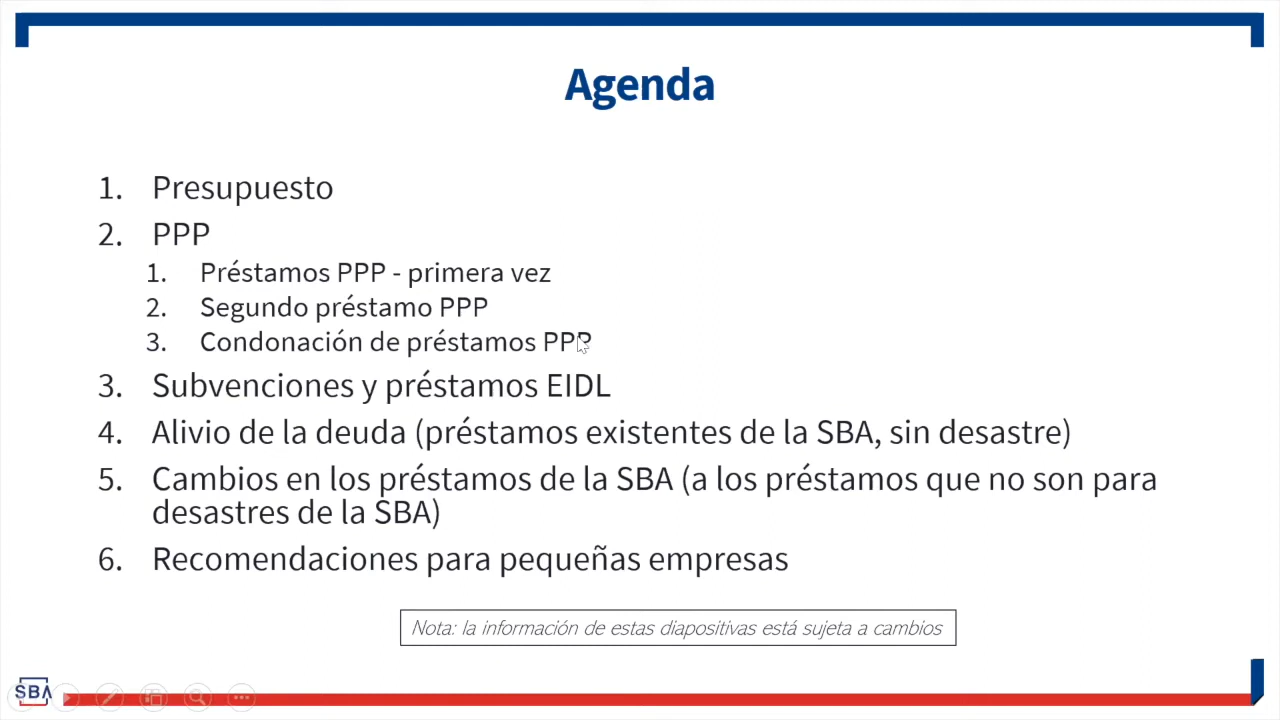 Agenda
1. Presupuesto
2. PPP
1. Préstamos PPP - primera vez
2. Segundo préstamo PPP
3. Condonación de préstamos PPP
3. Subvenciones y préstamos EIDL
4. Alivio de la deuda (préstamos existentes de la SBA, sin desastre)
5. Cambios en los préstamos de la SBA (a los préstamos que no son para
desastres de la SBA)
6. Recomendaciones para pequeñas empresas
Nota: la información de estas diapositivas está sujeta a cambios
SBA